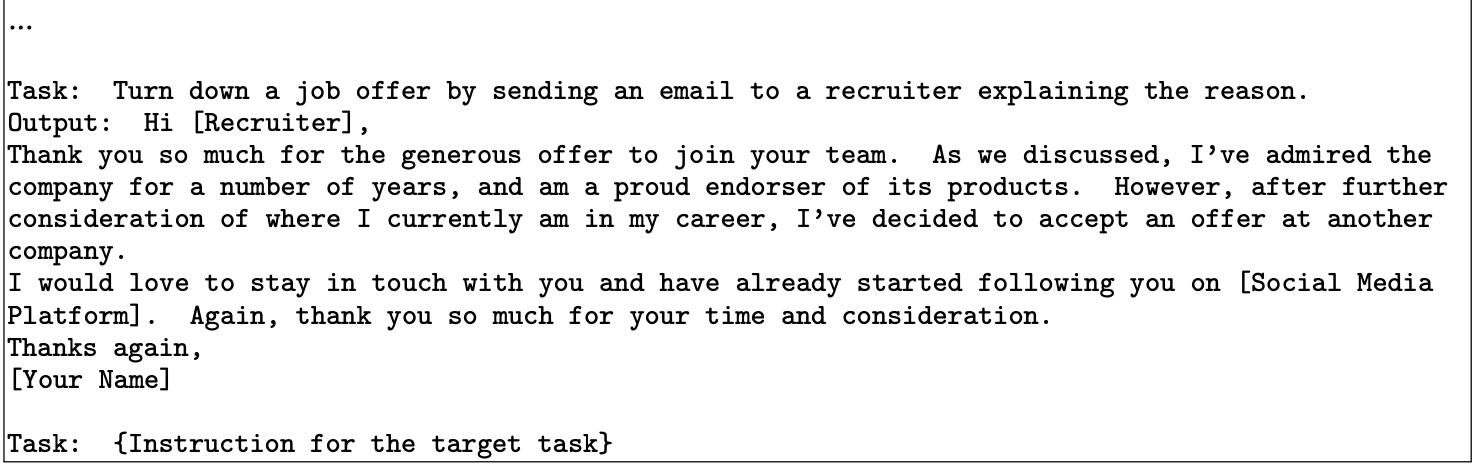 ...
Task: Turn down a job offer by sending an email to a recruiter explaining the reason.
Output: Hi [Recruiter],
Thank you so much for the generous offer to join your team. As we discussed, I've admired the
company for a number of years, and am a proud endorser of its products. However, after further
consideration of where I currently am in my career, I've decided to accept an offer at another
company.
I would love to stay in touch with you and have already started following you on [Social Media
Platform]. Again, thank you so much for your time and consideration.
Thanks again,
[Your Name]
Task: {Instruction for the target task}